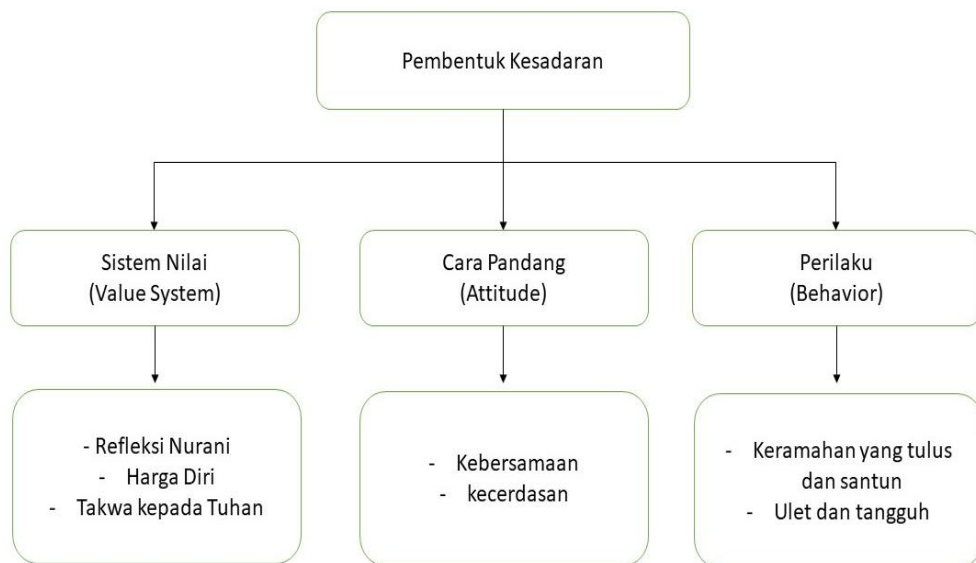 Pembentuk Kesadaran
Sistem Nilai
(Value System)
Cara Pandang
(Attitude)
Perilaku
(Behavior)
- Refleksi Nurani
- Harga Diri
- Takwa kepada Tuhan
- Kebersamaan
- kecerdasan
- Keramahan yang tulus
dan santun
- Ulet dan tangguh